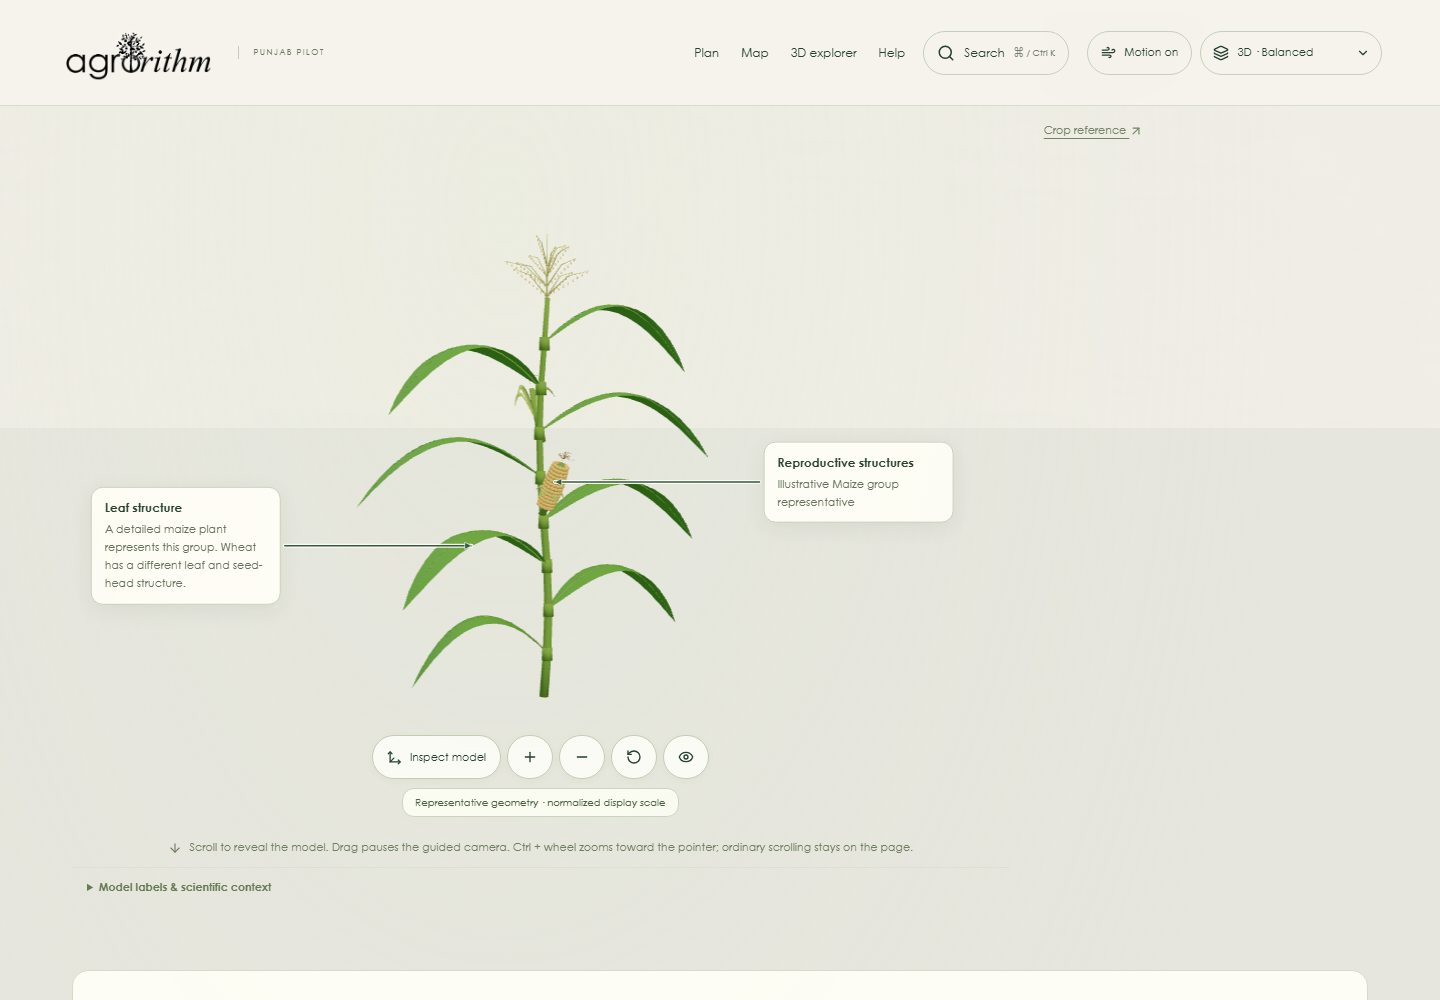 agrorithm
PUNJAB PILOT
Plan
Map
3D explorer
Help
Search ⌘ / Ctrl K
Motion on
3D · Balanced
Crop reference
Reproductive structures
Illustrative Maize group
representative
Leaf structure
A detailed maize plant
represents this group. Wheat
has a different leaf and seed-
head structure.
Inspect model
Representative geometry · normalized display scale
Scroll to reveal the model. Drag pauses the guided camera. Ctrl + wheel zooms toward the pointer; ordinary scrolling stays on the page.
Model labels & scientific context